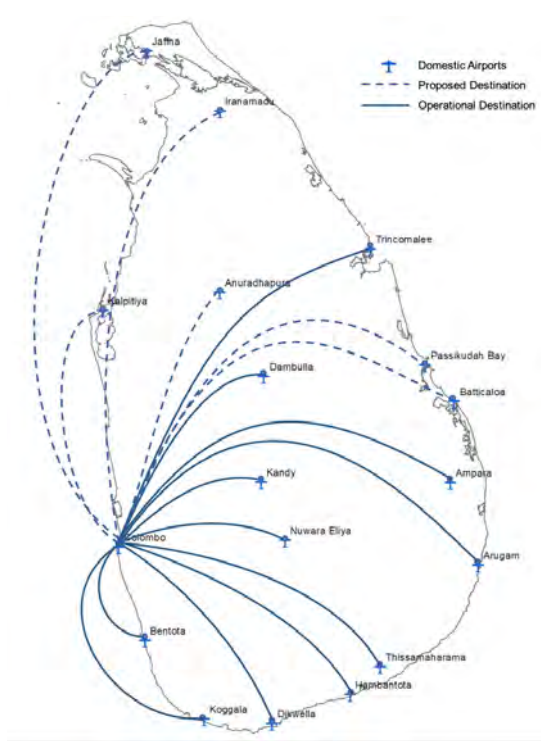 Jaffna
Domestic Airports
Proposed Destination
Iranamadu
Operational Destination
Trincomalee
Anuradhapura
Kalpitiya
Passikudah Bay
Dambulla
Batticaloa
Kandy
Ampara
Nuwara Eliya
Colombo
Arugam
Bentota
Thissamaharama
Hambantota
Koggala
Dikwella